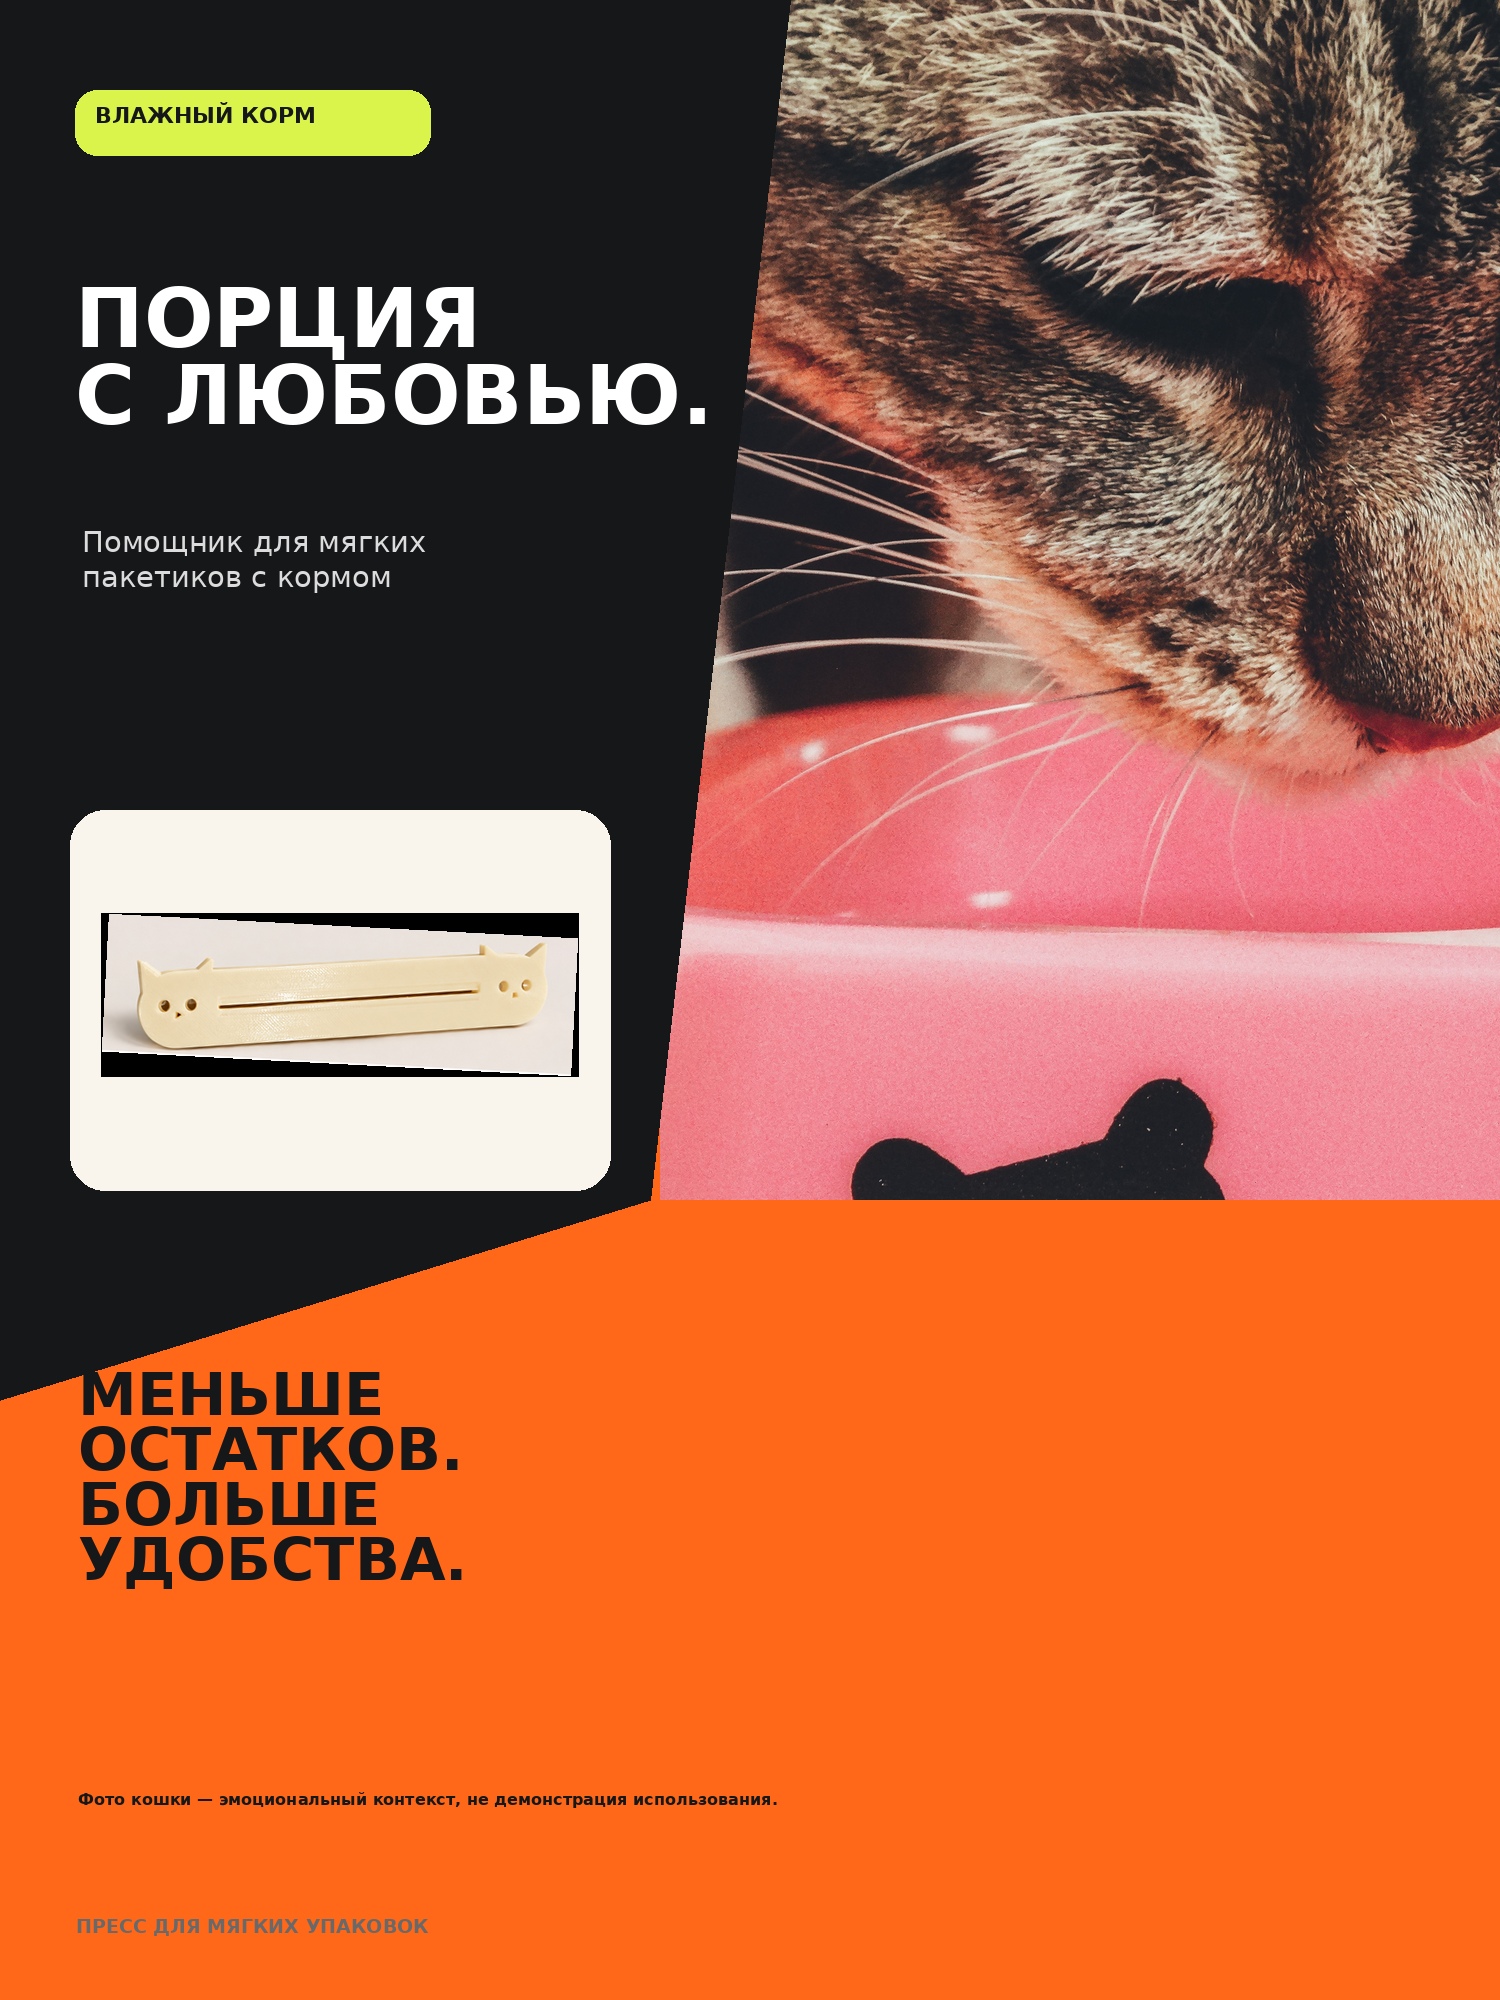 ВЛАЖНЫЙ КОРМ
ПОРЦИЯ
С ЛЮБОВЬЮ.
Помощник для мягких
пакетиков с кормом
МЕНЬШЕ
ОСТАТКОВ.
БОЛЬШЕ
УДОБСТВА.
Фото кошки — эмоциональный контекст, не демонстрация использования.
ПРЕСС ДЛЯ МЯГКИХ УПАКОВОК